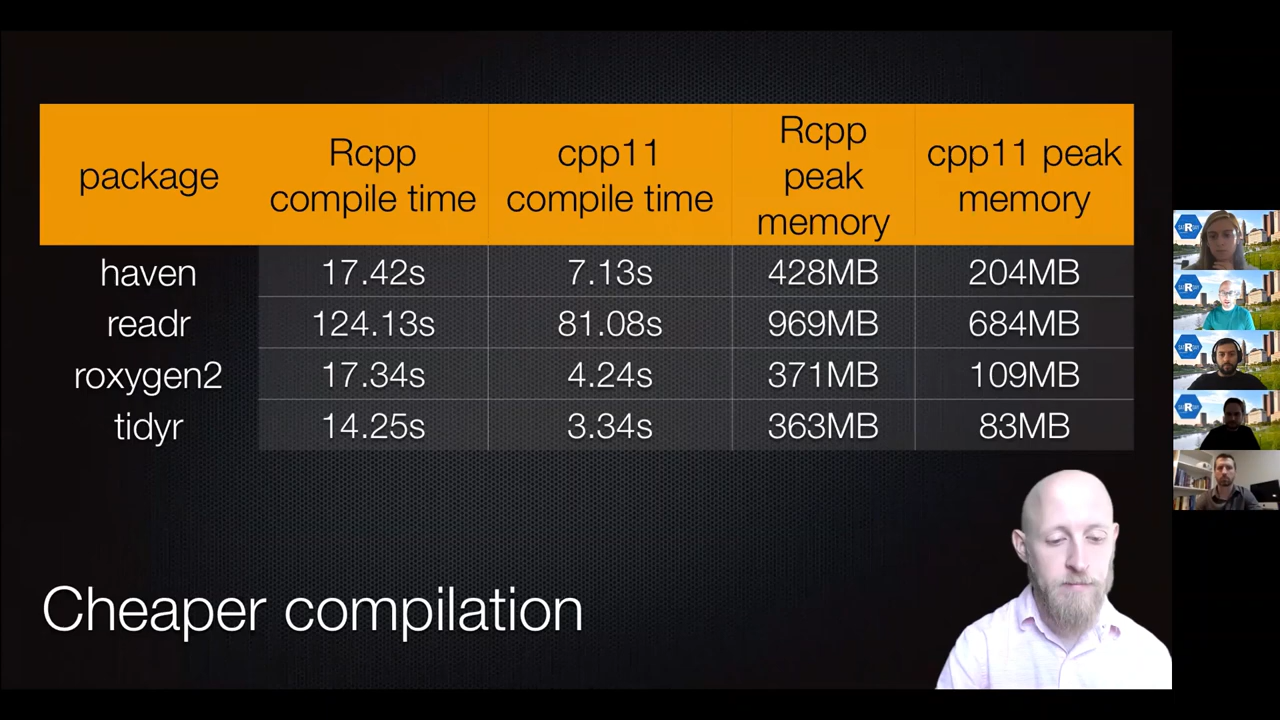 package
Rcpp
compile time
cpp11
compile time
Rcpp
peak
memory
cpp11 peak
memory
haven 17.42s 7.13s 428MB 204MB
readr 124.13s 81.08s 969MB 684MB
roxygen2 17.34s 4.24s 371MB 109MB
tidyr 14.25s 3.34s 363MB 83MB
Cheaper compilation